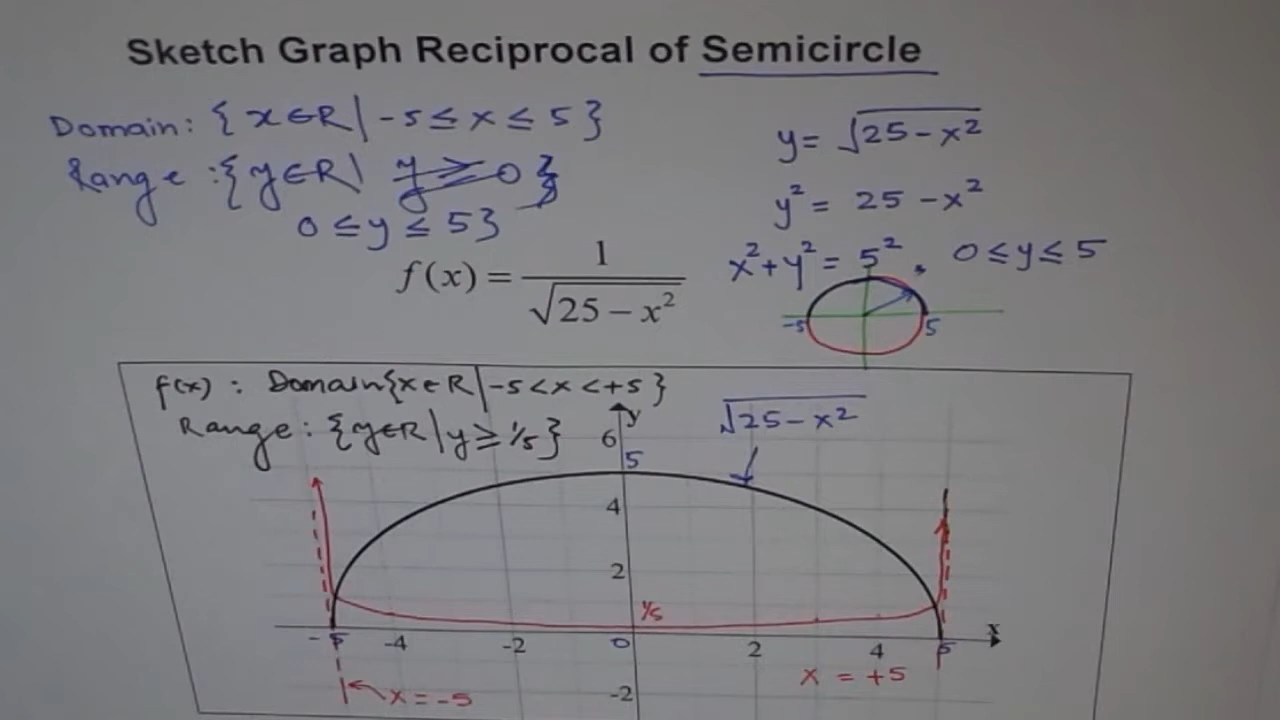 Sketch Graph Reciprocal of Semicircle
Domain: { x∈R | -5 ≤ x ≤ 5 }
Range :{ y∈R | y ≥ 0 }
0 ≤ y ≤ 5 }
y = √25 - x²
y² = 25 - x²
x² + y² = 5² , 0 ≤ y ≤ 5
f(x) = 1 / √25 − x²
-5 5
f(x) : Domain{x∈R | -5 < x < +5 }
Range : {y∈R | y ≥ 1/5 }
√25 - x²
y
6
5
4
2
1/5
x
-5 -4 -2 0 2 4 5
x = -5
x = +5
-2